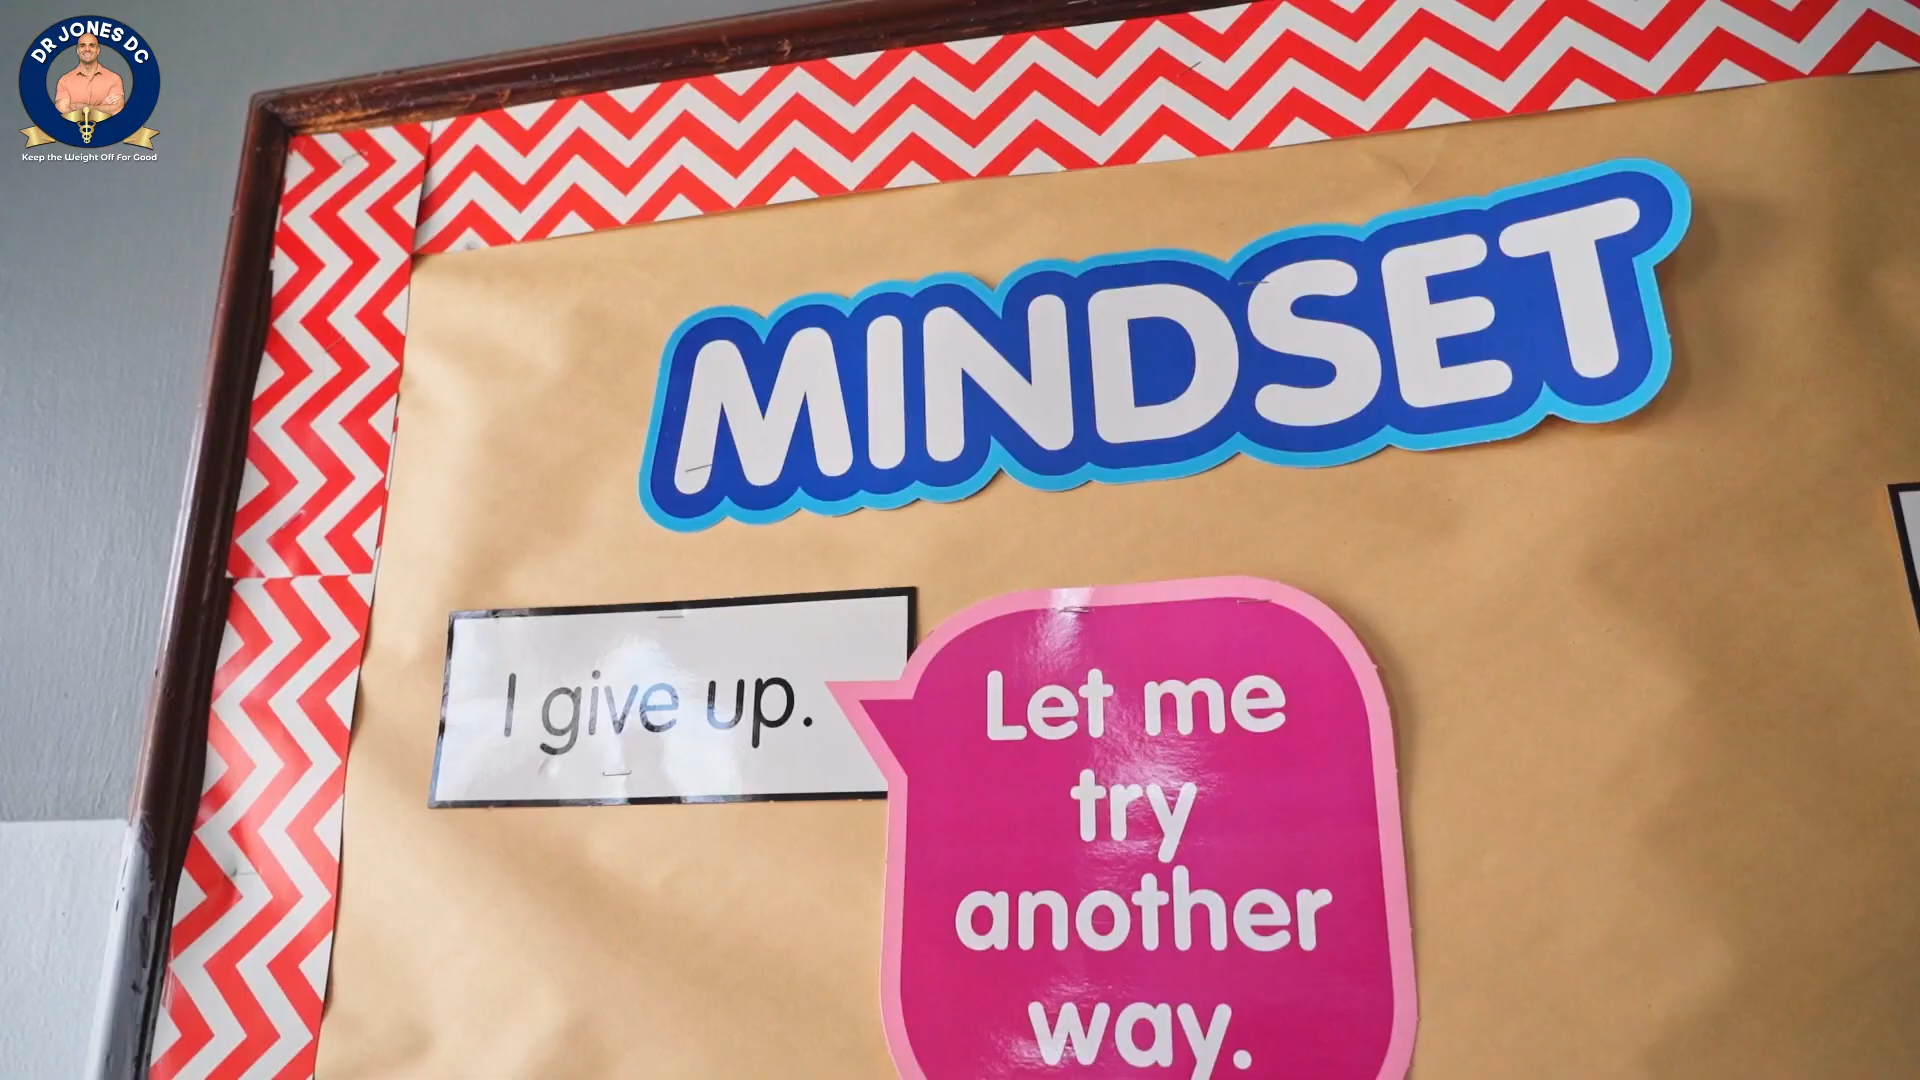 DR JONES DC
Keep the Weight Off For Good
MINDSET
I give up.
Let me
try
another
way.